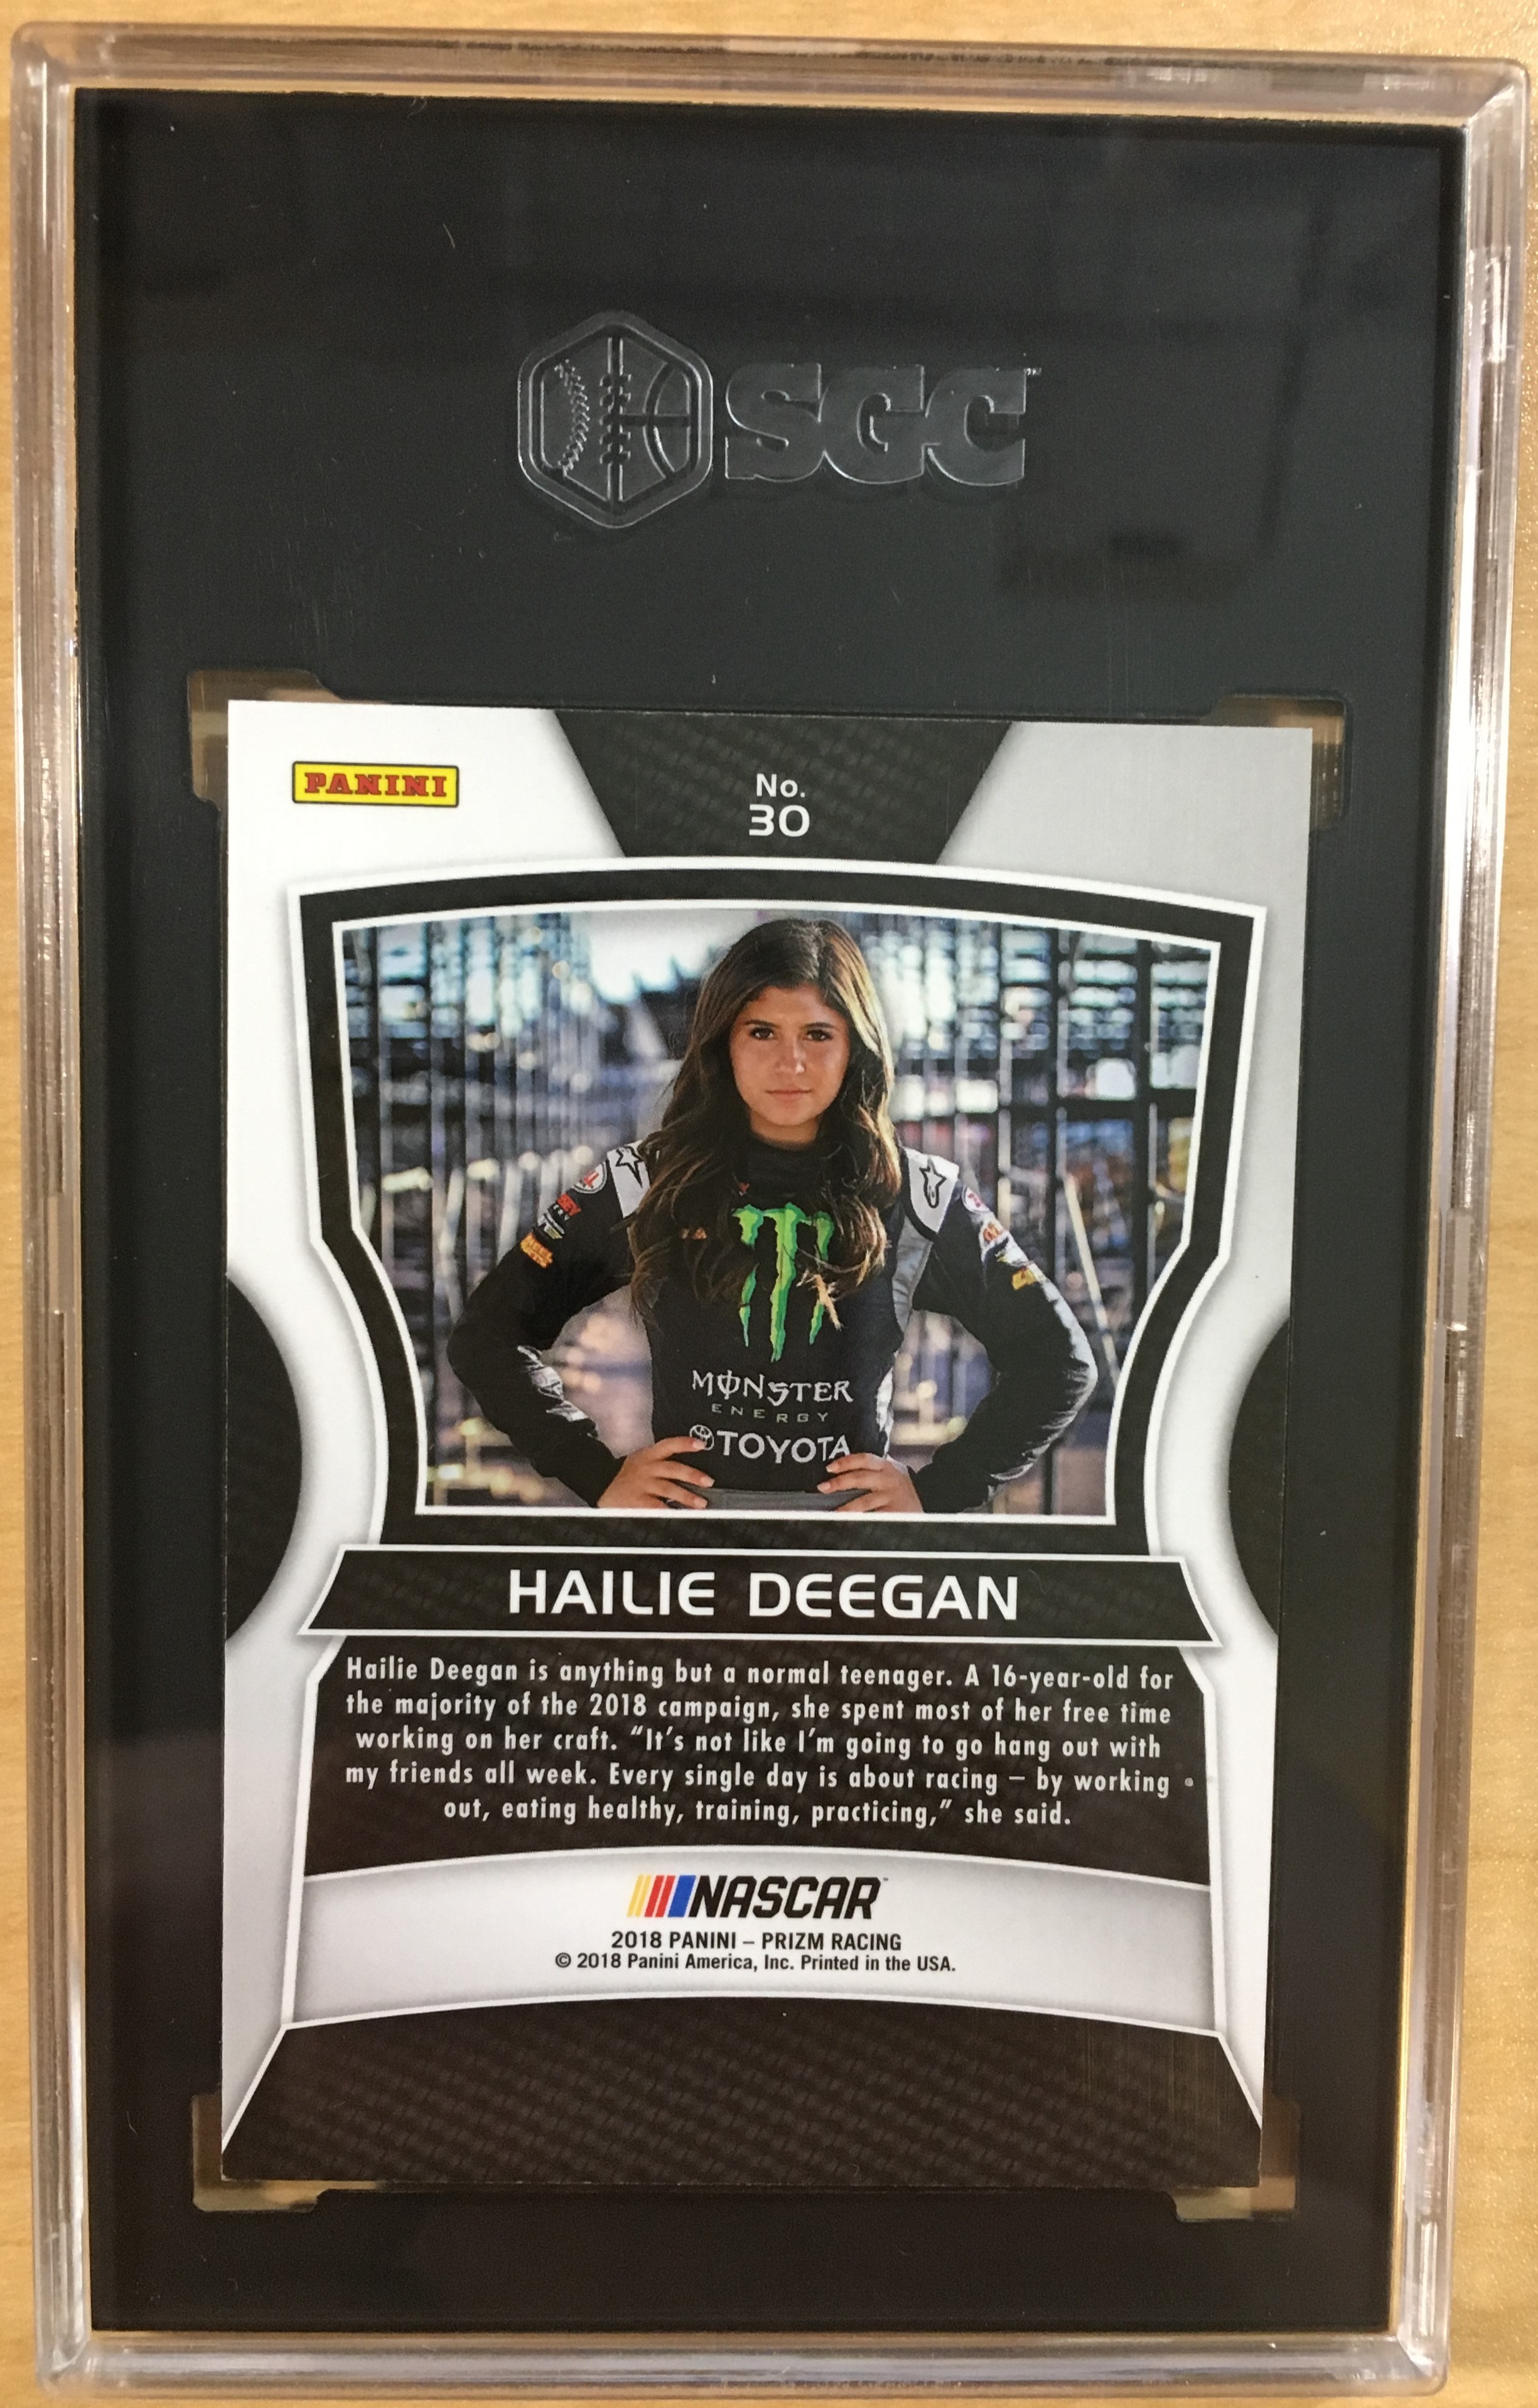 SGC
PANINI
No.
30
MONSTER
ENERGY
TOYOTA
HAILIE DEEGAN
Hailie Deegan is anything but a normal teenager. A 16-year-old for
the majority of the 2018 campaign, she spent most of her free time
working on her craft. “It’s not like I’m going to go hang out with
my friends all week. Every single day is about racing – by working
out, eating healthy, training, practicing,” she said.
NASCAR
2018 PANINI – PRIZM RACING
© 2018 Panini America, Inc. Printed in the USA.